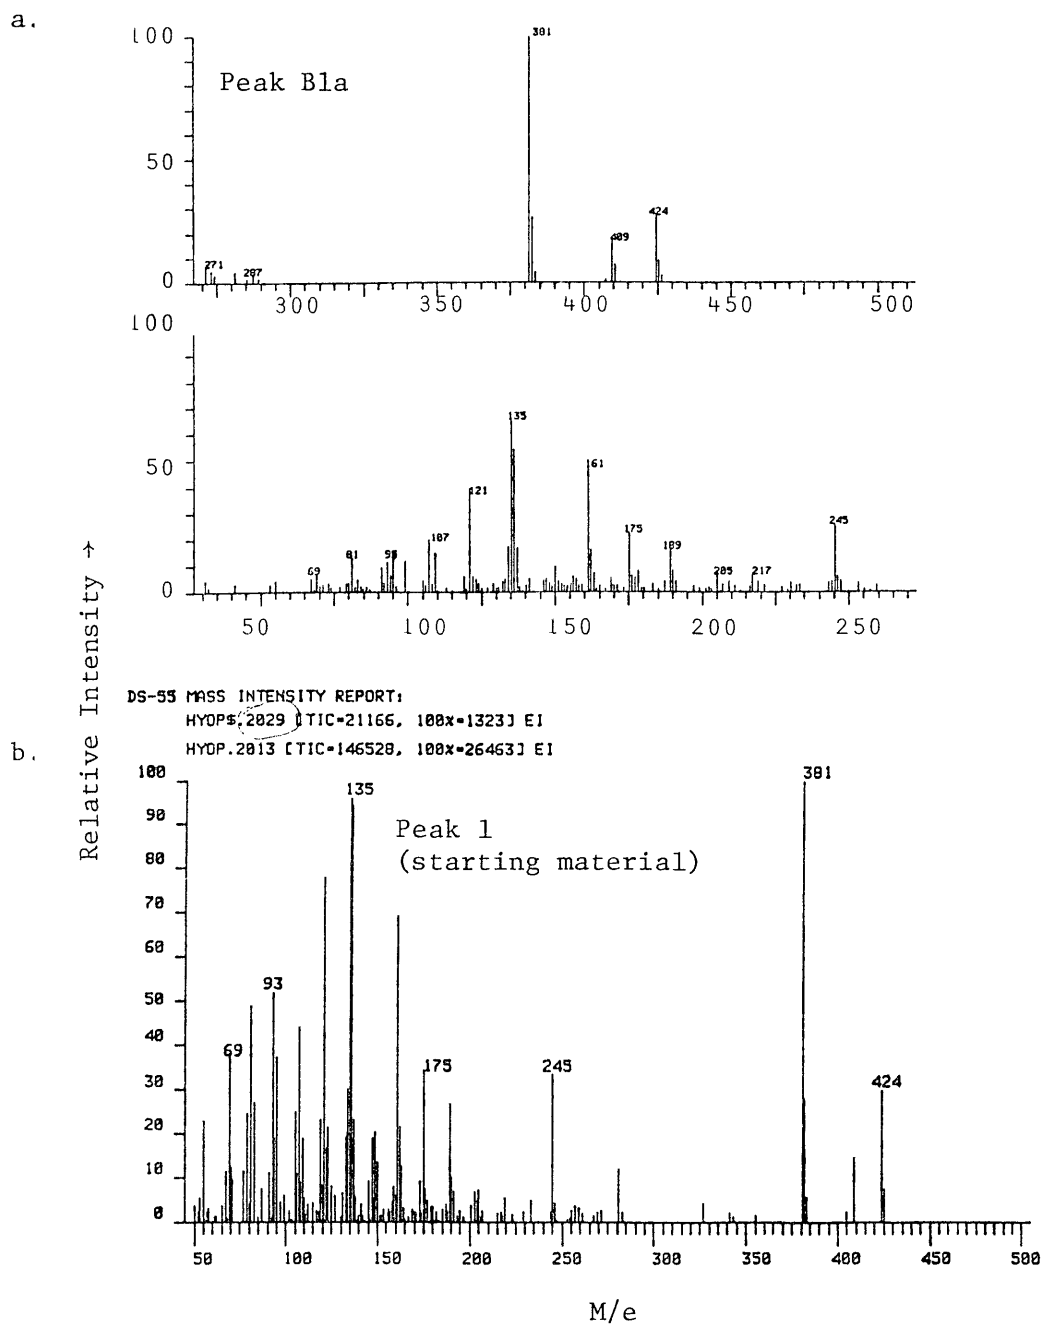 a.
100
Peak B1a
50
0
381
409
424
271
287
300 350 400 450 500
100
50
0
69 81 95 107 121 135 161 175 189 205 217 245
50 100 150 200 250
Relative Intensity →
DS-55 MASS INTENSITY REPORT:
HYOP$.2029 [TIC=21166, 100%=1323] EI
HYOP.2013 [TIC=146528, 100%=26463] EI
b.
100
90
80
70
60
50
40
30
20
10
0
Peak 1
(starting material)
69 93 135 175 245 381 424
50 100 150 200 250 300 350 400 450 500
M/e